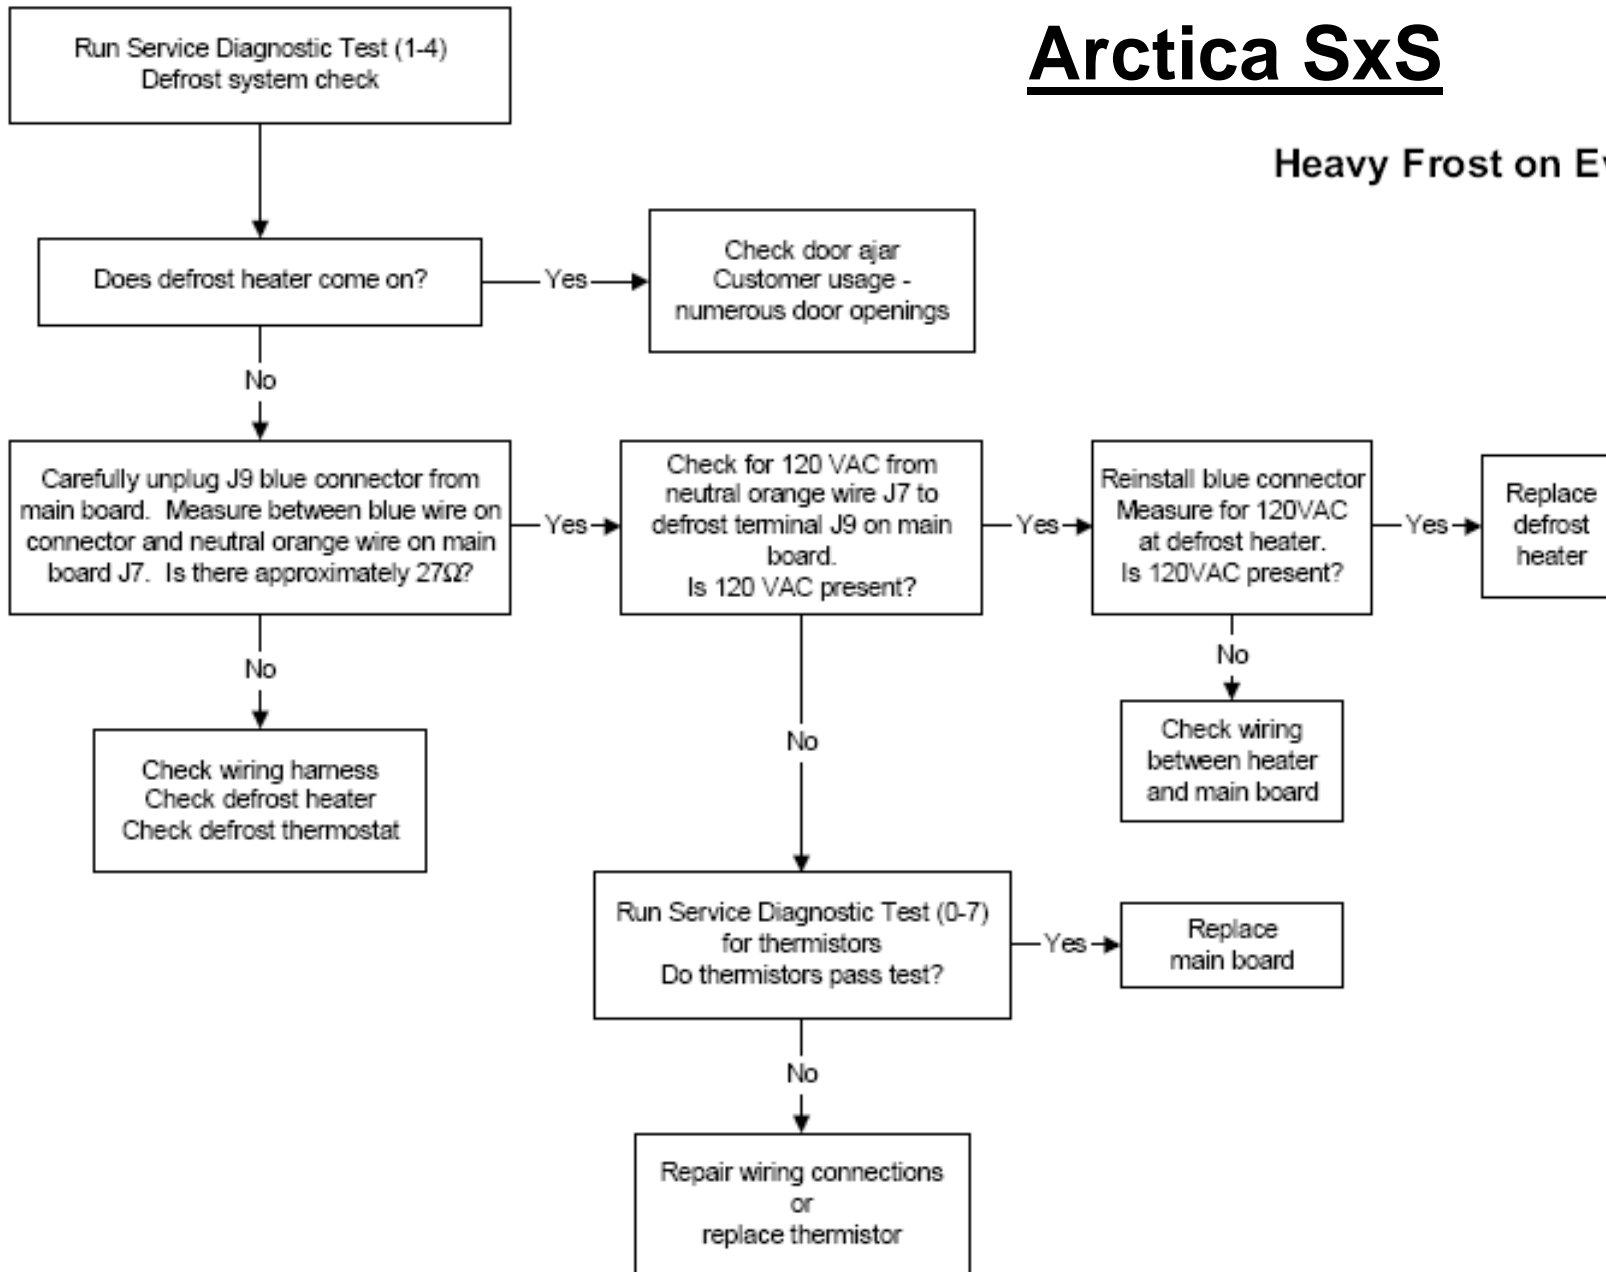 Arctica SxS
Heavy Frost on
Run Service Diagnostic Test (1-4)
Defrost system check
Does defrost heater come on?
Yes
Check door ajar
Customer usage -
numerous door openings
No
Carefully unplug J9 blue connector from
main board. Measure between blue wire on
connector and neutral orange wire on main
board J7. Is there approximately 27Ω?
Yes
Check for 120 VAC from
neutral orange wire J7 to
defrost terminal J9 on main
board.
Is 120 VAC present?
Yes
Reinstall blue connector
Measure for 120VAC
at defrost heater.
Is 120VAC present?
Yes
Replace
defrost
heater
No
Check wiring harness
Check defrost heater
Check defrost thermostat
No
Check wiring
between heater
and main board
No
Run Service Diagnostic Test (0-7)
for thermistors
Do thermistors pass test?
Yes
Replace
main board
No
Repair wiring connections
or
replace thermistor